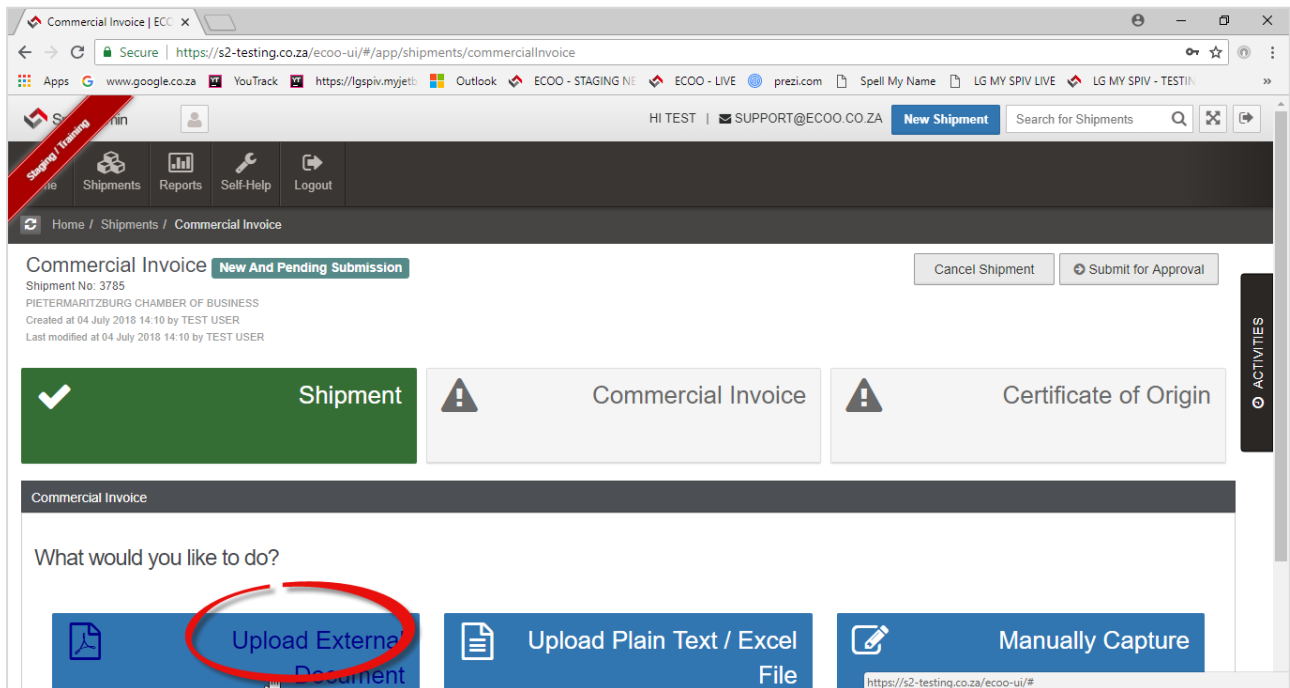 Commercial Invoice | ECC
Secure | https://s2-testing.co.za/ecoo-ui/#/app/shipments/commercialInvoice
Apps www.google.co.za YouTrack https://lgspiv.myjetb Outlook ECOO - STAGING NE ECOO - LIVE prezi.com Spell My Name LG MY SPIV LIVE LG MY SPIV - TESTIN »
Staging / Training
HI TEST | SUPPORT@ECOO.CO.ZA New Shipment Search for Shipments
Shipments Reports Self-Help Logout
Home / Shipments / Commercial Invoice
Commercial Invoice New And Pending Submission
Cancel Shipment Submit for Approval
Shipment No: 3785
PIETERMARITZBURG CHAMBER OF BUSINESS
Created at 04 July 2018 14:10 by TEST USER
Last modified at 04 July 2018 14:10 by TEST USER
ACTIVITIES
Shipment Commercial Invoice Certificate of Origin
Commercial Invoice
What would you like to do?
Upload External
Document
Upload Plain Text / Excel
File
Manually Capture
https://s2-testing.co.za/ecoo-ui/#